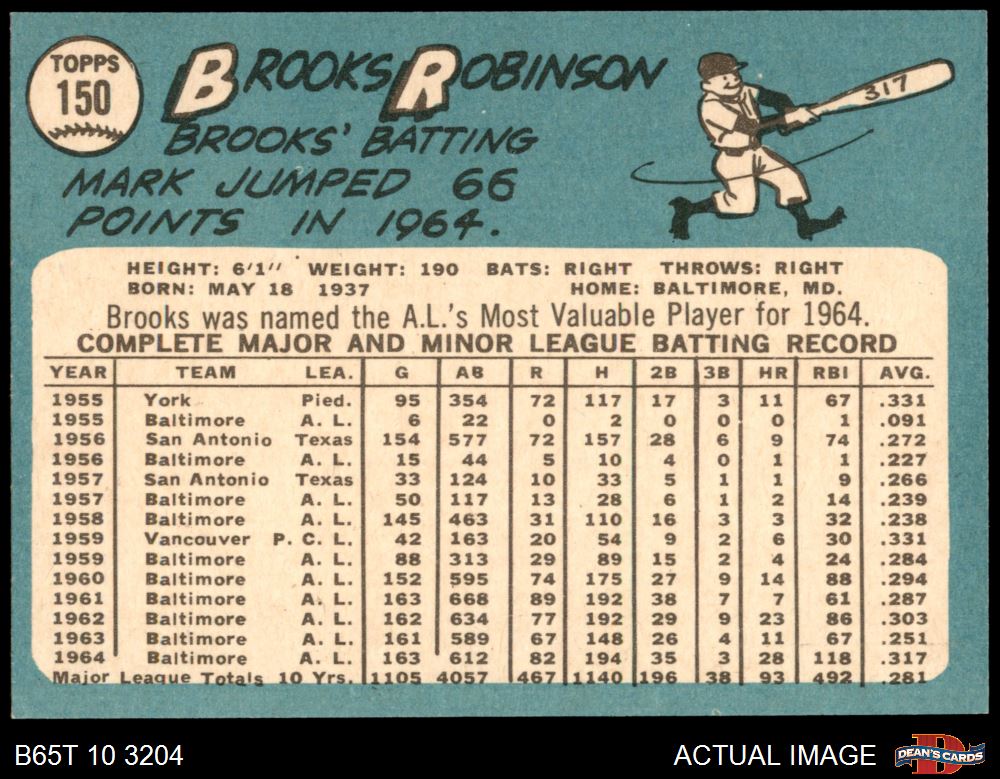 TOPPS
150
BROOKS ROBINSON
317
BROOKS' BATTING
MARK JUMPED 66
POINTS IN 1964.
HEIGHT: 6'1" WEIGHT: 190 BATS: RIGHT THROWS: RIGHT
BORN: MAY 18 1937 HOME: BALTIMORE, MD.
Brooks was named the A.L.'s Most Valuable Player for 1964.
COMPLETE MAJOR AND MINOR LEAGUE BATTING RECORD
YEAR TEAM LEA. G AB R H 2B 3B HR RBI AVG.
1955 York Pied. 95 354 72 117 17 3 11 67 .331
1955 Baltimore A. L. 6 22 0 2 0 0 0 1 .091
1956 San Antonio Texas 154 577 72 157 28 6 9 74 .272
1956 Baltimore A. L. 15 44 5 10 4 0 1 1 .227
1957 San Antonio Texas 33 124 10 33 5 1 1 9 .266
1957 Baltimore A. L. 50 117 13 28 6 1 2 14 .239
1958 Baltimore A. L. 145 463 31 110 16 3 3 32 .238
1959 Vancouver P. C. L. 42 163 20 54 9 2 6 30 .331
1959 Baltimore A. L. 88 313 29 89 15 2 4 24 .284
1960 Baltimore A. L. 152 595 74 175 27 9 14 88 .294
1961 Baltimore A. L. 163 668 89 192 38 7 7 61 .287
1962 Baltimore A. L. 162 634 77 192 29 9 23 86 .303
1963 Baltimore A. L. 161 589 67 148 26 4 11 67 .251
1964 Baltimore A. L. 163 612 82 194 35 3 28 118 .317
Major League Totals 10 Yrs. 1105 4057 467 1140 196 38 93 492 .281
B65T 10 3204 ACTUAL IMAGE
D
DEAN'S CARDS